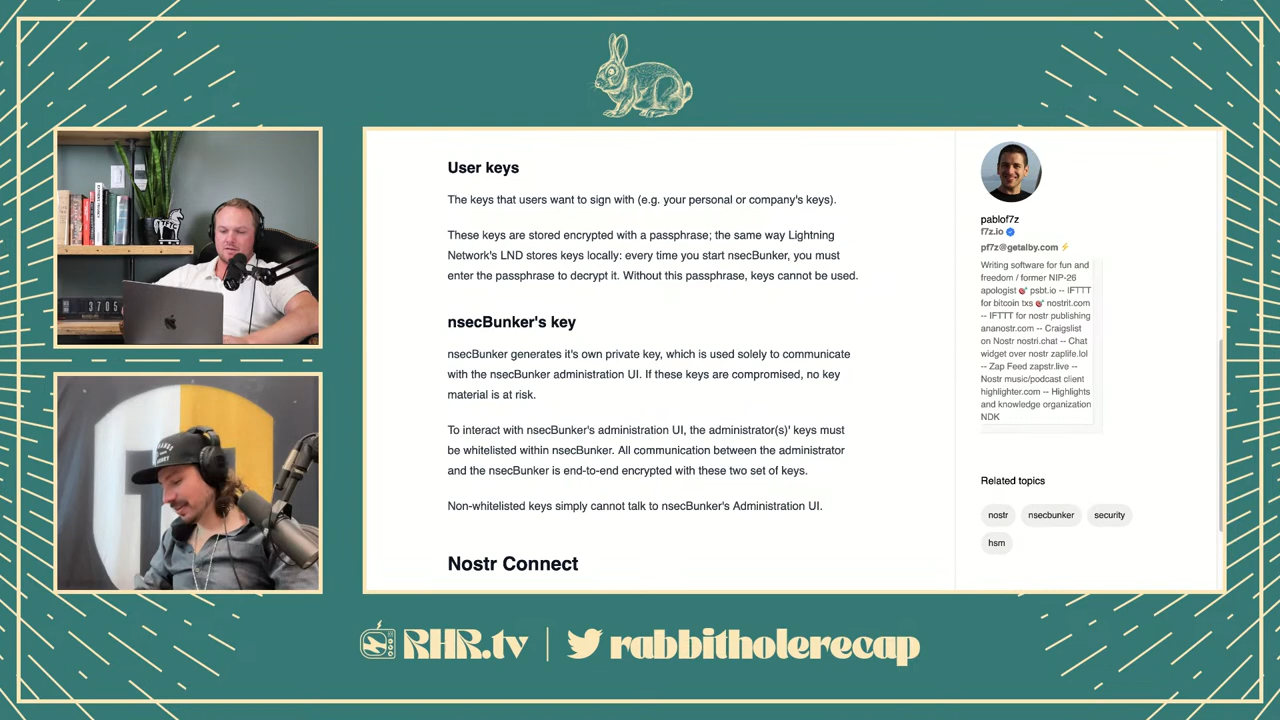 User keys
The keys that users want to sign with (e.g. your personal or company's keys).
These keys are stored encrypted with a passphrase; the same way Lightning
Network's LND stores keys locally: every time you start nsecBunker, you must
enter the passphrase to decrypt it. Without this passphrase, keys cannot be used.
nsecBunker's key
nsecBunker generates it's own private key, which is used solely to communicate
with the nsecBunker administration UI. If these keys are compromised, no key
material is at risk.
To interact with nsecBunker's administration UI, the administrator(s)' keys must
be whitelisted within nsecBunker. All communication between the administrator
and the nsecBunker is end-to-end encrypted with these two set of keys.
Non-whitelisted keys simply cannot talk to nsecBunker's Administration UI.
Nostr Connect
pablof7z
f7z.io
pf7z@getalby.com ⚡
Writing software for fun and
freedom / former NIP-26
apologist 🎯 psbt.io -- IFTTT
for bitcoin txs 🎯 nostrit.com
-- IFTTT for nostr publishing
ananostr.com -- Craigslist
on Nostr nostri.chat -- Chat
widget over nostr zaplife.lol
-- Zap Feed zapstr.live --
Nostr music/podcast client
highlighter.com -- Highlights
and knowledge organization
NDK
Related topics
nostr nsecbunker security
hsm
3705
RHR.tv | rabbitholerecap